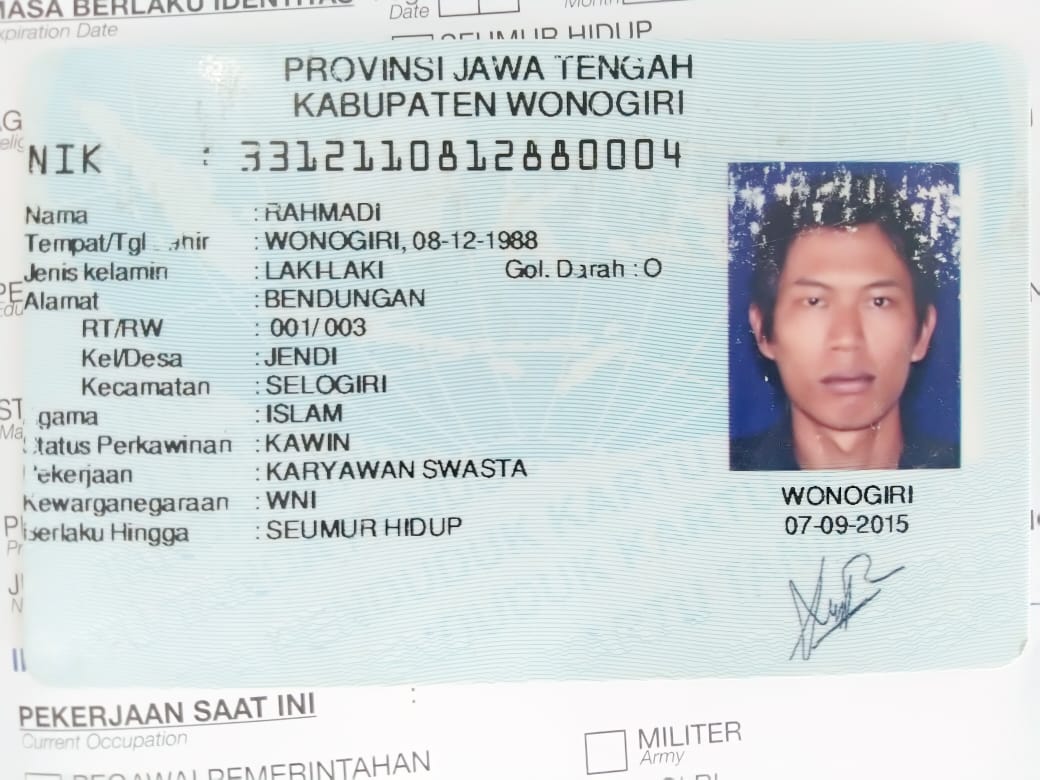 MASA BERLAKU IDENTITAS
Expiration Date
Date
Month
SEUMUR HIDUP
PROVINSI JAWA TENGAH
KABUPATEN WONOGIRI
NIK : 3312110812880004
Nama : RAHMADI
Tempat/Tgl Lahir : WONOGIRI, 08-12-1988
Jenis kelamin : LAKI-LAKI Gol. Darah : O
Alamat : BENDUNGAN
RT/RW : 001/003
Kel/Desa : JENDI
Kecamatan : SELOGIRI
Agama : ISLAM
Status Perkawinan : KAWIN
Pekerjaan : KARYAWAN SWASTA
Kewarganegaraan : WNI
Berlaku Hingga : SEUMUR HIDUP
WONOGIRI
07-09-2015
PEKERJAAN SAAT INI
Current Occupation
PEGAWAI PEMERINTAHAN
MILITER
Army